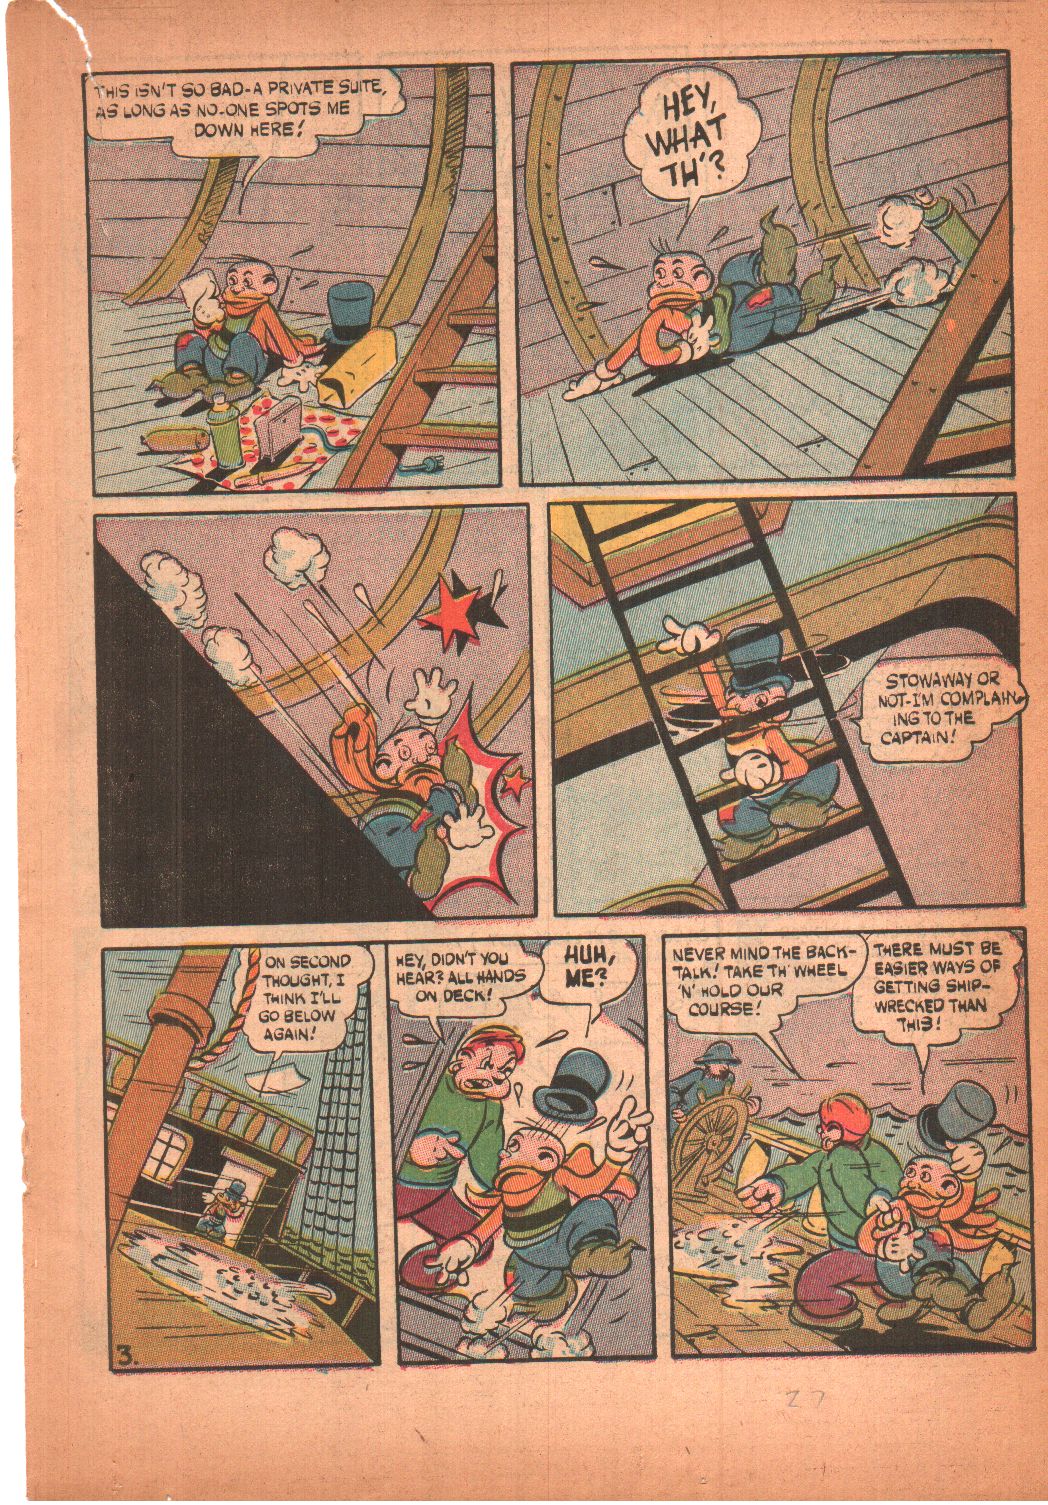 THIS ISN'T SO BAD-A PRIVATE SUITE,
AS LONG AS NO-ONE SPOTS ME
DOWN HERE!
HEY,
WHAT
TH'?
STOWAWAY OR
NOT-I'M COMPLAIN-
ING TO THE
CAPTAIN!
ON SECOND
THOUGHT, I
THINK I'LL
GO BELOW
AGAIN!
HEY, DIDN'T YOU
HEAR? ALL HANDS
ON DECK!
HUH,
ME?
NEVER MIND THE BACK-
TALK! TAKE TH' WHEEL
'N' HOLD OUR
COURSE!
THERE MUST BE
EASIER WAYS OF
GETTING SHIP-
WRECKED THAN
THIS!
3.
27